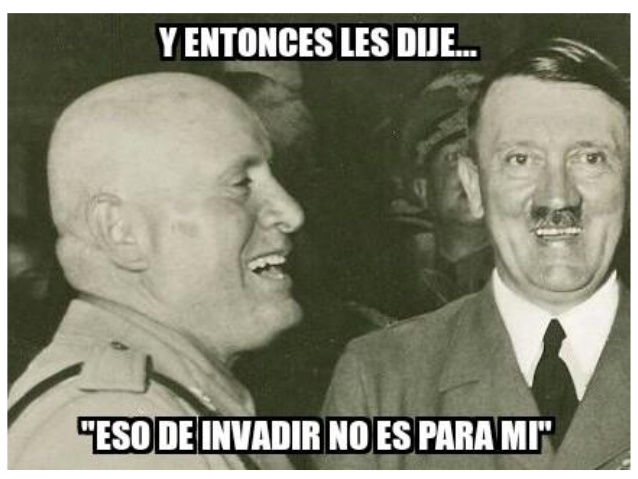 Y ENTONCES LES DIJE...
"ESO DE INVADIR NO ES PARA MI"